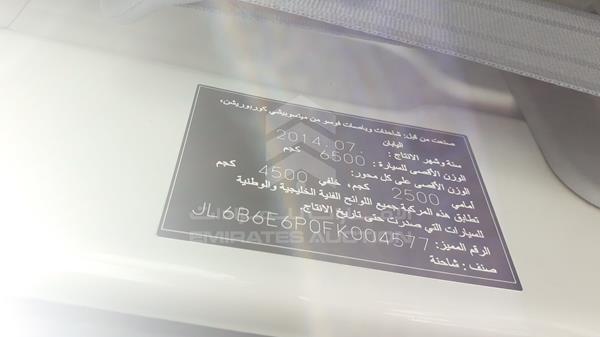 صنعت من قبل: شاحنات وباصات فوسو من ميتسوبيشي كوربوريشن،
اليابان
سنة وشهر الانتاج : 2014.07.
الوزن الأقصى للسيارة : 6500 كجم
الوزن الأقصى على كل محور:
أمامي 2500 كجم، خلفي 4500 كجم
تطابق هذه المركبة جميع اللوائح الفنية الخليجية والوطنية
للسيارات التي صدرت حتى تاريخ الانتاج.
الرقم المميز: JL6B6E6P0FK004577
صنف : شاحنة
EMIRATES AUCTION